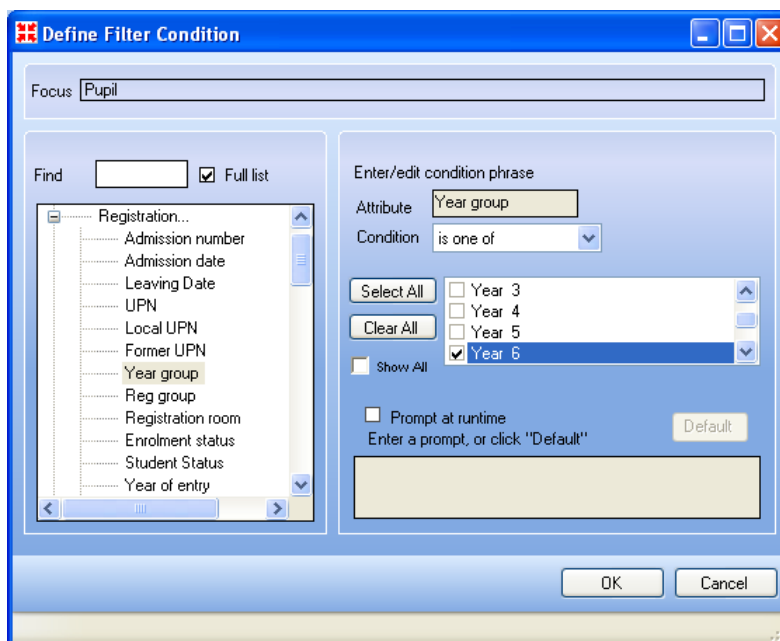 Define Filter Condition
Focus Pupil
Find Full list
Registration...
Admission number
Admission date
Leaving Date
UPN
Local UPN
Former UPN
Year group
Reg group
Registration room
Enrolment status
Student Status
Year of entry
Enter/edit condition phrase
Attribute Year group
Condition is one of
Select All
Clear All
Show All
Year 3
Year 4
Year 5
Year 6
Prompt at runtime
Enter a prompt, or click "Default"
Default
OK Cancel